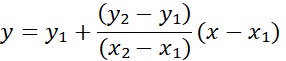 y = y₁ + (y₂ − y₁)/(x₂ − x₁) (x − x₁)